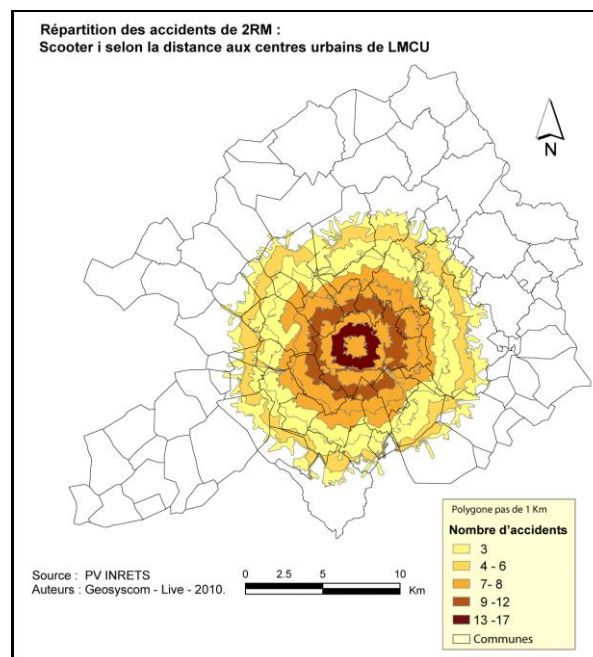 Répartition des accidents de 2RM :
Scooter i selon la distance aux centres urbains de LMCU
N
Polygone pas de 1 Km
Nombre d'accidents
3
4 - 6
7- 8
9 -12
13 -17
Communes
Source : PV INRETS
Auteurs : Geosyscom - Live - 2010.
0 2.5 5 10
Km